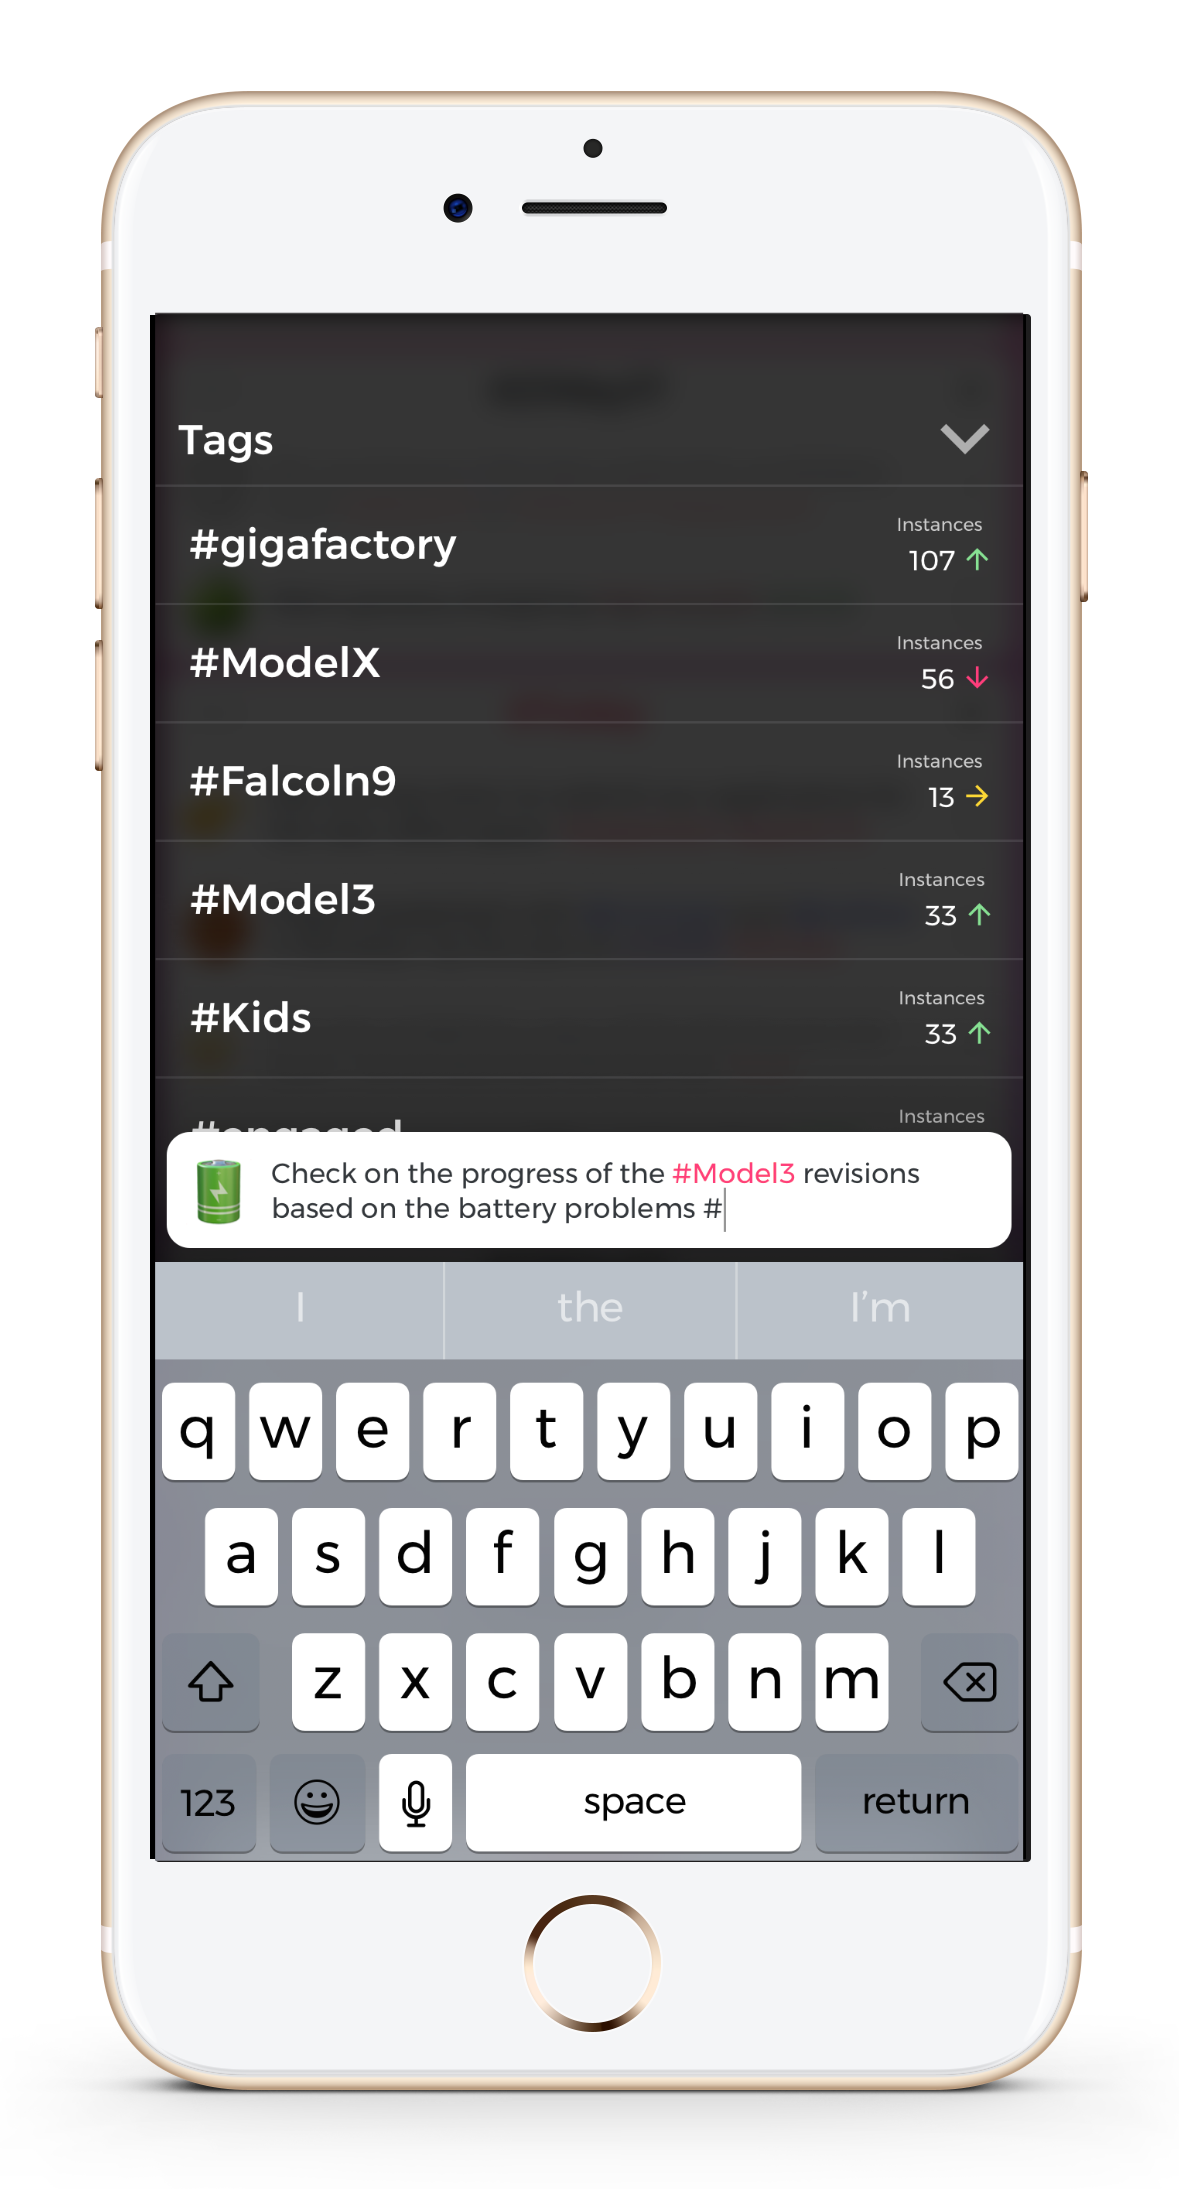 Tags
#gigafactory
Instances
107
#ModelX
Instances
56
#Falcoln9
Instances
13
#Model3
Instances
33
#Kids
Instances
33
#engaged
Instances
Check on the progress of the #Model3 revisions
based on the battery problems #
I the I'm
q w e r t y u i o p
a s d f g h j k l
z x c v b n m
123 space return